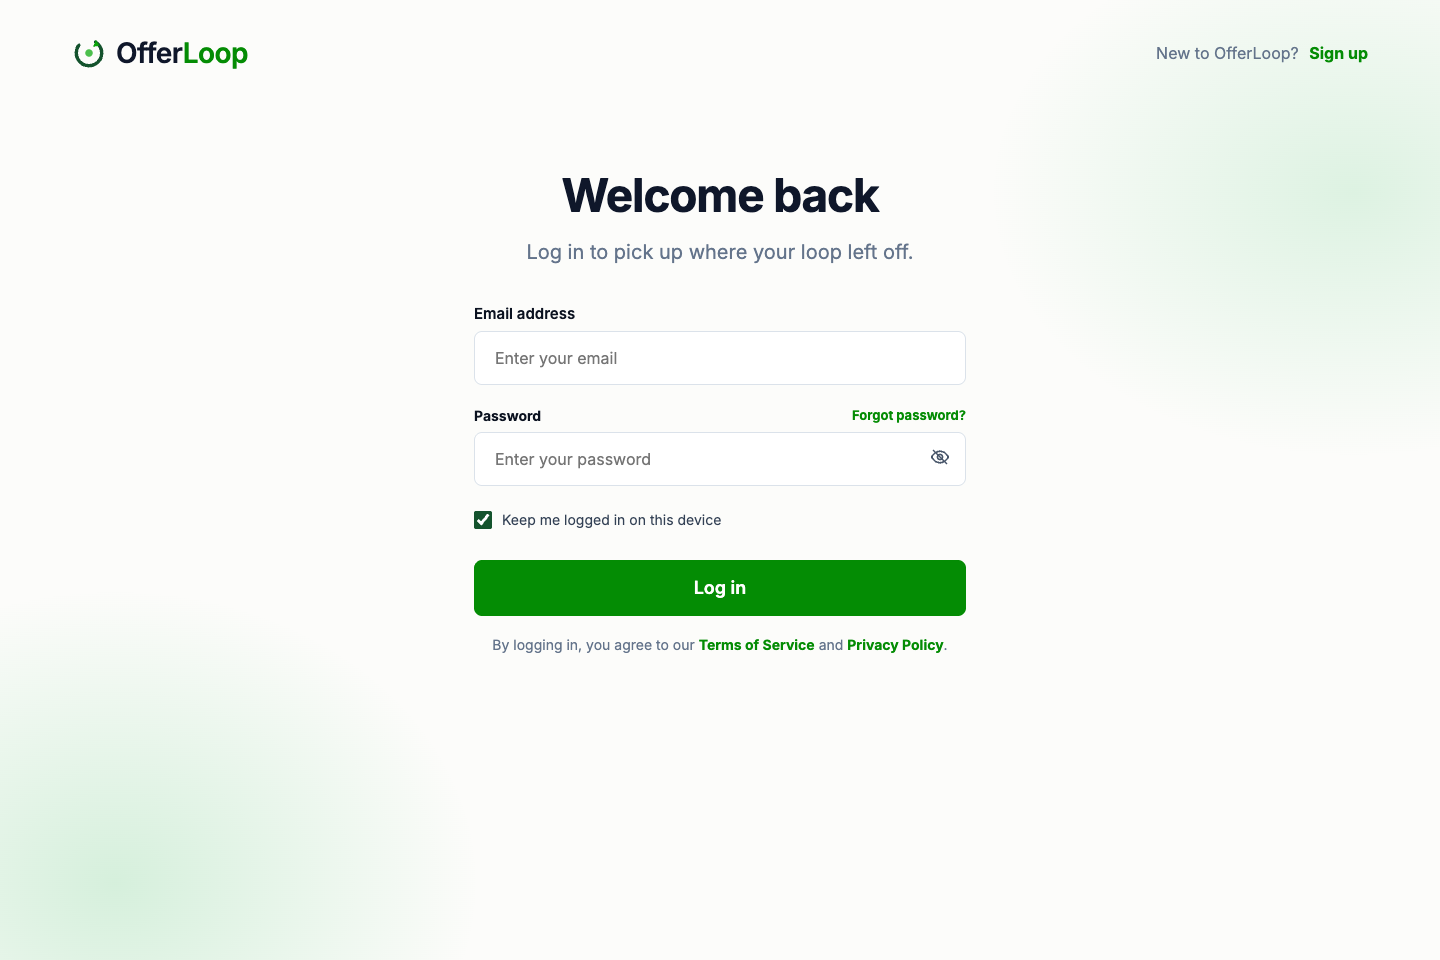 OfferLoop
New to OfferLoop? Sign up
Welcome back
Log in to pick up where your loop left off.
Email address
Enter your email
Password Forgot password?
Enter your password
Keep me logged in on this device
Log in
By logging in, you agree to our Terms of Service and Privacy Policy.